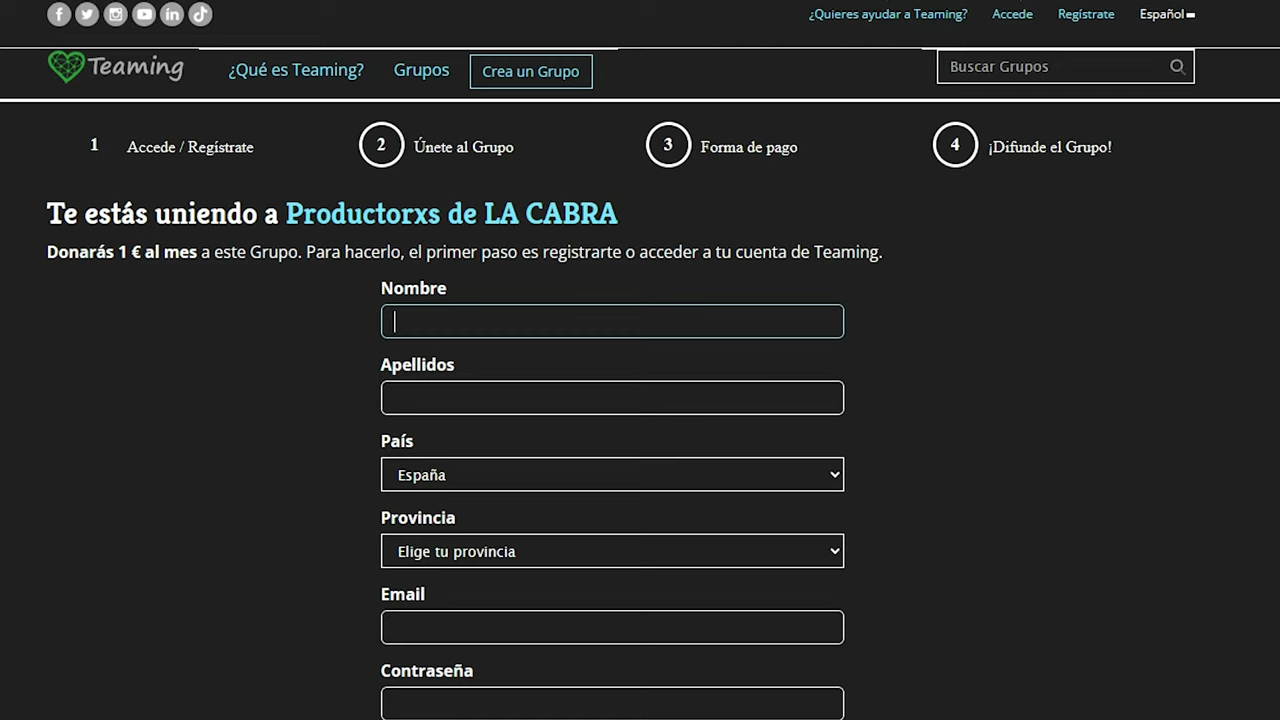 ¿Quieres ayudar a Teaming? Accede Regístrate Español
Teaming ¿Qué es Teaming? Grupos Crea un Grupo Buscar Grupos
1 Accede / Regístrate 2 Únete al Grupo 3 Forma de pago 4 ¡Difunde el Grupo!
Te estás uniendo a Productorxs de LA CABRA
Donarás 1 € al mes a este Grupo. Para hacerlo, el primer paso es registrarte o acceder a tu cuenta de Teaming.
Nombre
Apellidos
País
España
Provincia
Elige tu provincia
Email
Contraseña